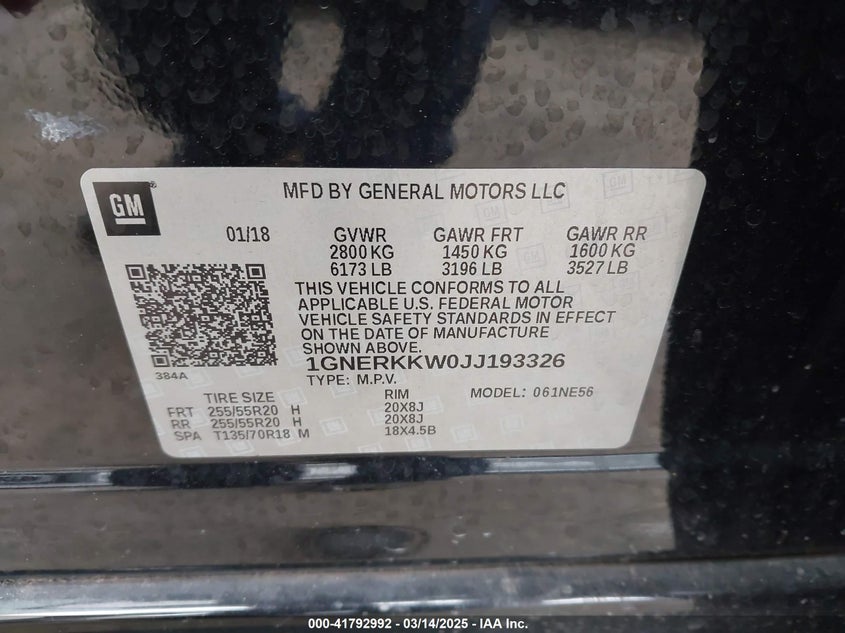 GM
MFD BY GENERAL MOTORS LLC
01/18 GVWR GAWR FRT GAWR RR
2800 KG 1450 KG 1600 KG
6173 LB 3196 LB 3527 LB
THIS VEHICLE CONFORMS TO ALL
APPLICABLE U.S. FEDERAL MOTOR
VEHICLE SAFETY STANDARDS IN EFFECT
ON THE DATE OF MANUFACTURE
SHOWN ABOVE.
384A
1GNERKKW0JJ193326
TYPE: M.P.V. MODEL: 061NE56
TIRE SIZE RIM
FRT 255/55R20 H 20X8J
RR 255/55R20 H 20X8J
SPA T135/70R18 M 18X4.5B
000-41792992 - 03/14/2025 - IAA Inc.